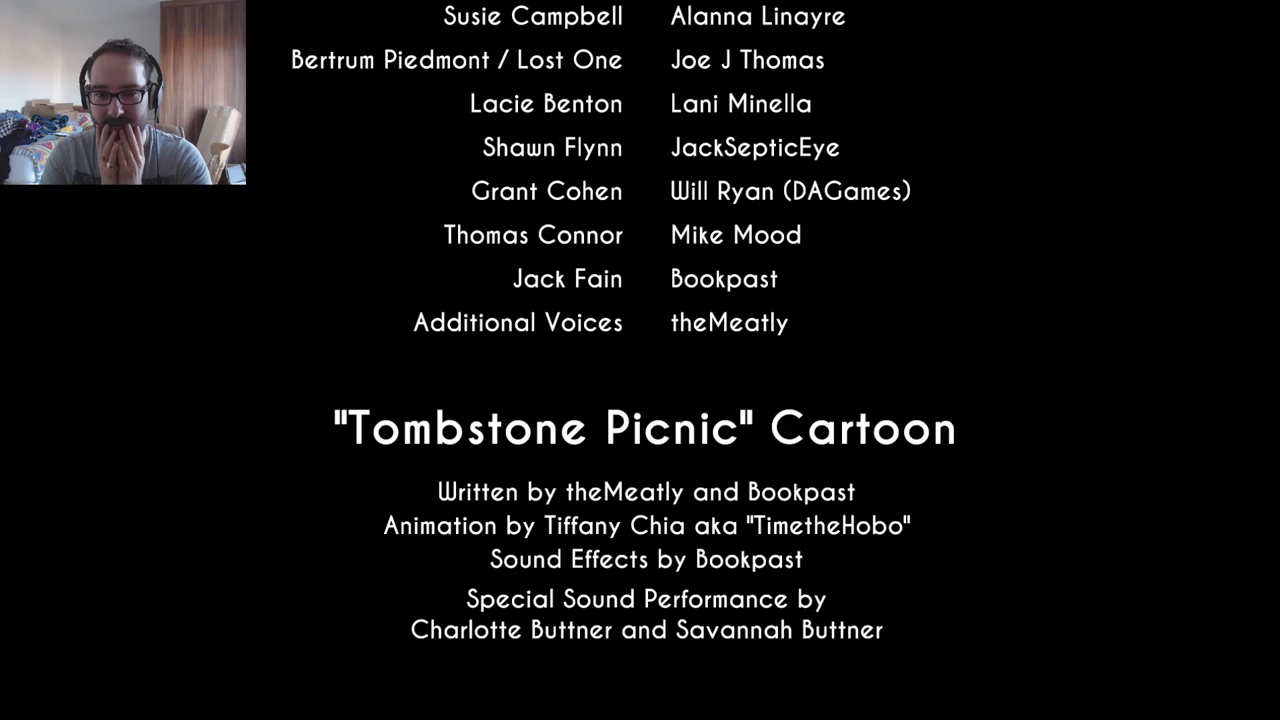 Susie Campbell Alanna Linayre
Bertrum Piedmont / Lost One Joe J Thomas
Lacie Benton Lani Minella
Shawn Flynn JackSepticEye
Grant Cohen Will Ryan (DAGames)
Thomas Connor Mike Mood
Jack Fain Bookpast
Additional Voices theMeatly
"Tombstone Picnic" Cartoon
Written by theMeatly and Bookpast
Animation by Tiffany Chia aka "TimetheHobo"
Sound Effects by Bookpast
Special Sound Performance by
Charlotte Buttner and Savannah Buttner